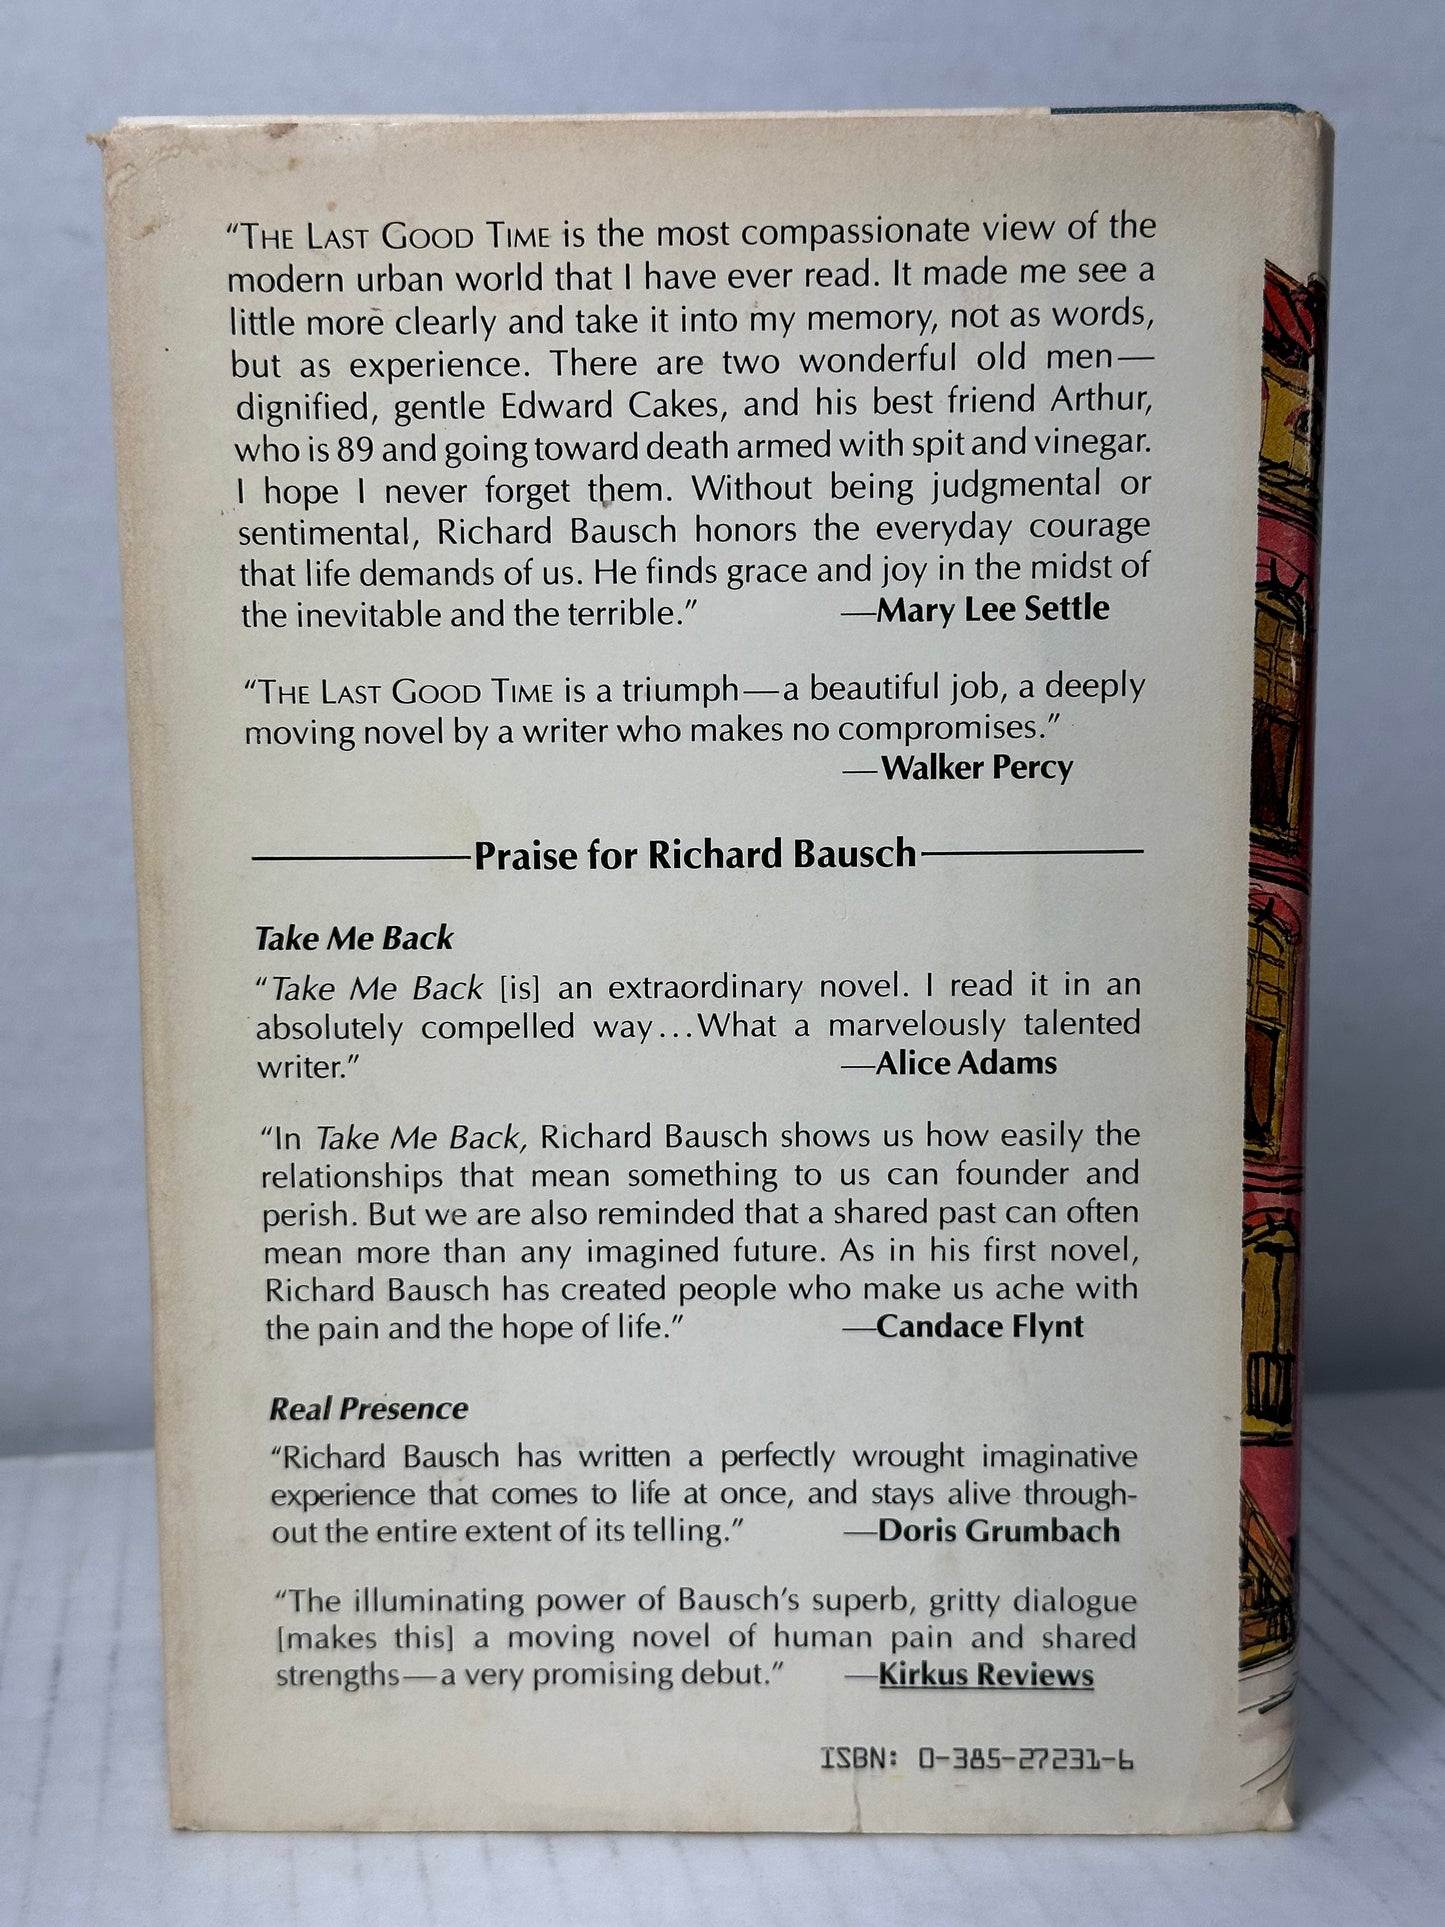 “THE LAST GOOD TIME is the most compassionate view of the
modern urban world that I have ever read. It made me see a
little more clearly and take it into my memory, not as words,
but as experience. There are two wonderful old men—
dignified, gentle Edward Cakes, and his best friend Arthur,
who is 89 and going toward death armed with spit and vinegar.
I hope I never forget them. Without being judgmental or
sentimental, Richard Bausch honors the everyday courage
that life demands of us. He finds grace and joy in the midst of
the inevitable and the terrible.” —Mary Lee Settle
“THE LAST GOOD TIME is a triumph—a beautiful job, a deeply
moving novel by a writer who makes no compromises.”
—Walker Percy
Praise for Richard Bausch
Take Me Back
“Take Me Back [is] an extraordinary novel. I read it in an
absolutely compelled way...What a marvelously talented
writer.” —Alice Adams
“In Take Me Back, Richard Bausch shows us how easily the
relationships that mean something to us can founder and
perish. But we are also reminded that a shared past can often
mean more than any imagined future. As in his first novel,
Richard Bausch has created people who make us ache with
the pain and the hope of life.” —Candace Flynt
Real Presence
“Richard Bausch has written a perfectly wrought imaginative
experience that comes to life at once, and stays alive through-
out the entire extent of its telling.” —Doris Grumbach
“The illuminating power of Bausch’s superb, gritty dialogue
[makes this] a moving novel of human pain and shared
strengths—a very promising debut.” —Kirkus Reviews
ISBN: 0-385-27231-6